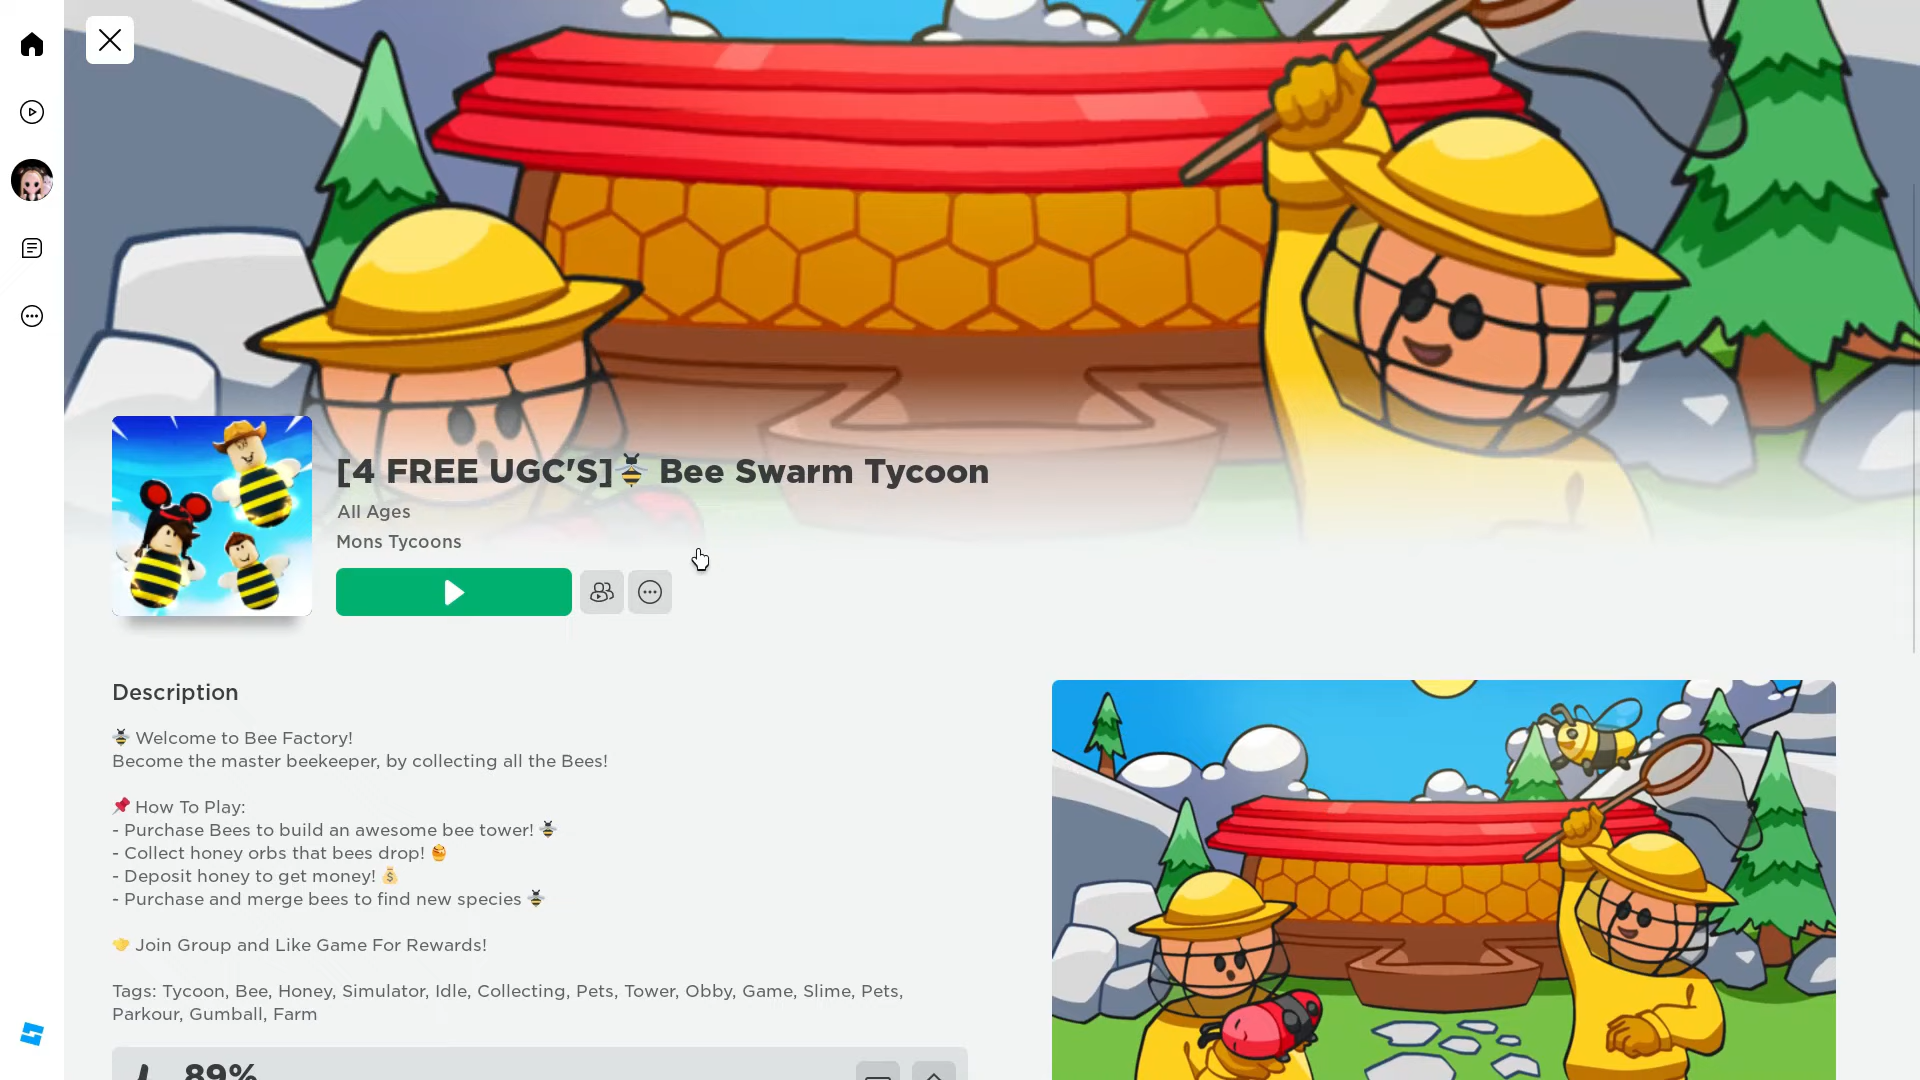 [4 FREE UGC'S]🐝 Bee Swarm Tycoon
All Ages
Mons Tycoons
Description
🐝 Welcome to Bee Factory!
Become the master beekeeper, by collecting all the Bees!
📌 How To Play:
- Purchase Bees to build an awesome bee tower! 🐝
- Collect honey orbs that bees drop! 🍯
- Deposit honey to get money! 💰
- Purchase and merge bees to find new species 🐝
👉 Join Group and Like Game For Rewards!
Tags: Tycoon, Bee, Honey, Simulator, Idle, Collecting, Pets, Tower, Obby, Game, Slime, Pets,
Parkour, Gumball, Farm
89%